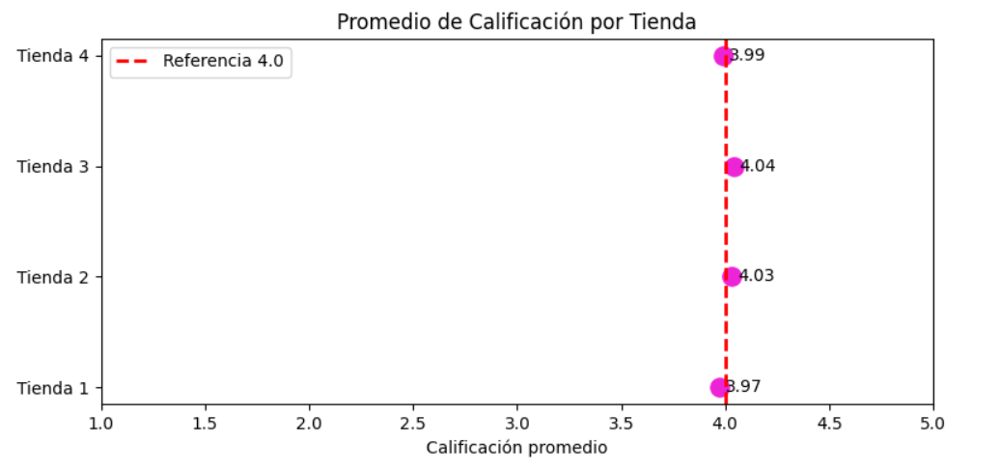 Promedio de Calificación por Tienda
Referencia 4.0
Tienda 4
3.99
Tienda 3
4.04
Tienda 2
4.03
Tienda 1
3.97
1.0 1.5 2.0 2.5 3.0 3.5 4.0 4.5 5.0
Calificación promedio